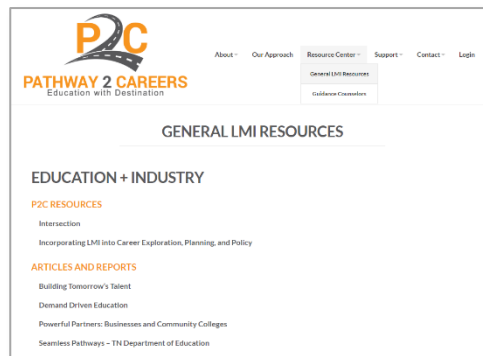 P2C
PATHWAY 2 CAREERS
Education with Destination
About
Our Approach
Resource Center
Support
Contact
Login
General LMI Resources
Guidance Counselors
GENERAL LMI RESOURCES
EDUCATION + INDUSTRY
P2C RESOURCES
Intersection
Incorporating LMI into Career Exploration, Planning, and Policy
ARTICLES AND REPORTS
Building Tomorrow's Talent
Demand Driven Education
Powerful Partners: Businesses and Community Colleges
Seamless Pathways – TN Department of Education